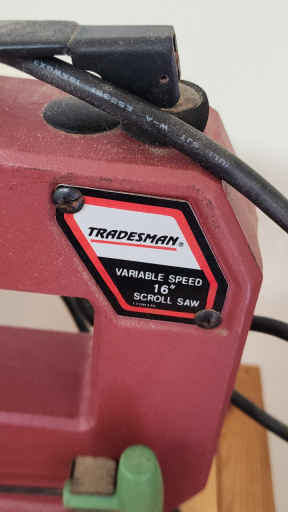 TRADESMAN®
VARIABLE SPEED
16"
SCROLL SAW